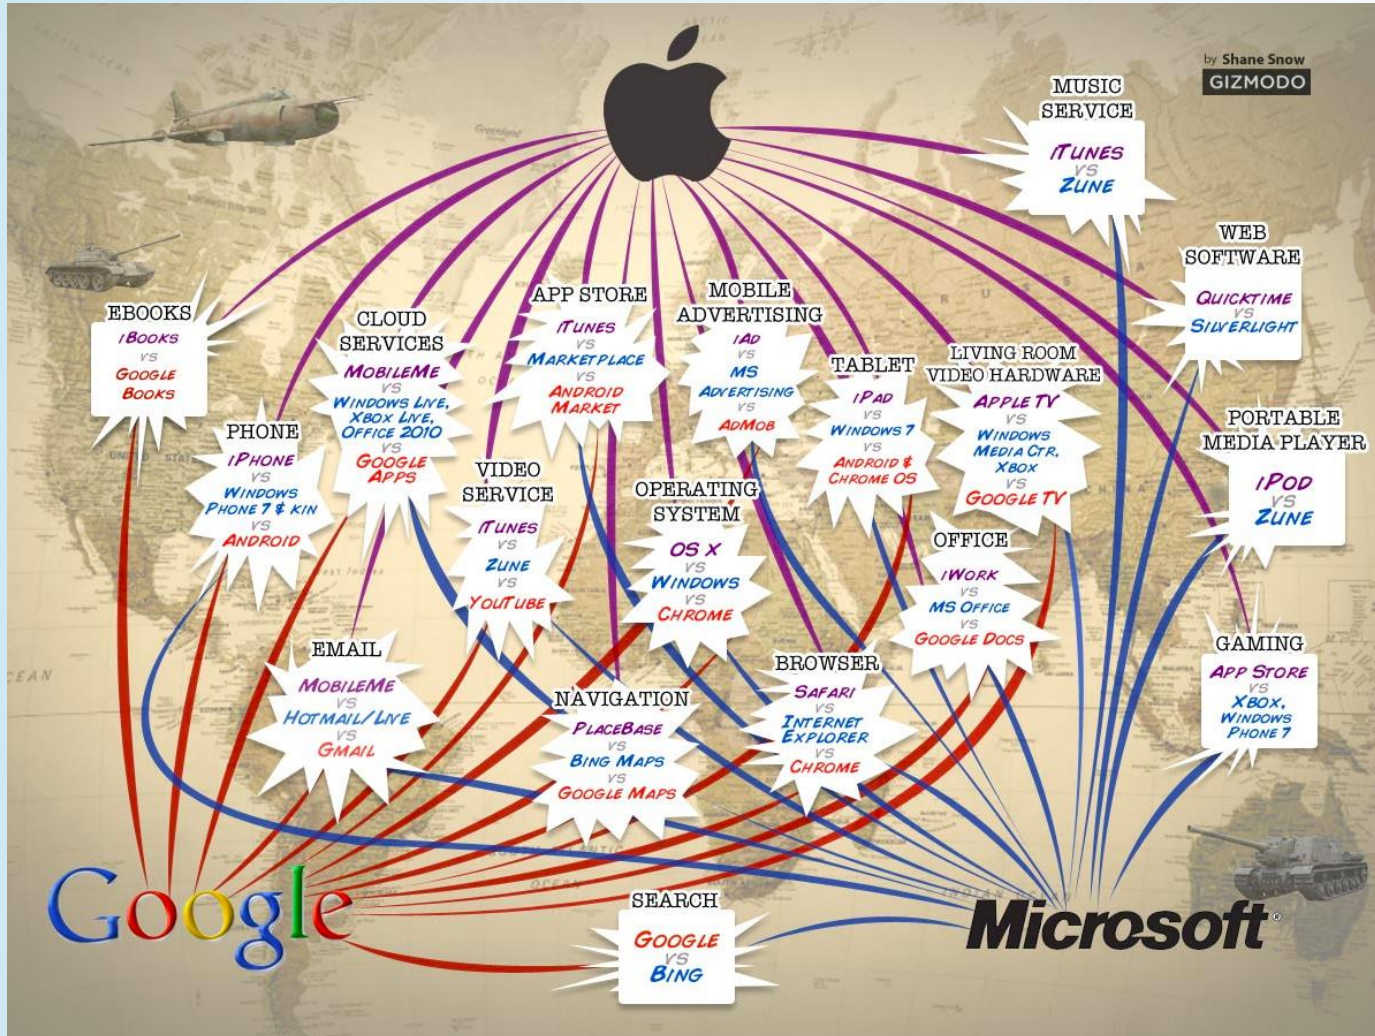 by Shane Snow
GIZMODO
MUSIC
SERVICE
iTUNES
VS
ZUNE
WEB
SOFTWARE
QUICKTIME
VS
SILVERLIGHT
EBOOKS
iBOOKS
VS
GOOGLE
BOOKS
CLOUD
SERVICES
MOBILEME
VS
WINDOWS LIVE,
XBOX LIVE,
OFFICE 2010
VS
GOOGLE
APPS
APP STORE
iTUNES
VS
MARKETPLACE
VS
ANDROID
MARKET
MOBILE
ADVERTISING
iAD
VS
MS
ADVERTISING
VS
ADMOB
TABLET
iPAD
VS
WINDOWS 7
VS
ANDROID &
CHROME OS
LIVING ROOM
VIDEO HARDWARE
APPLE TV
VS
WINDOWS
MEDIA CTR,
XBOX
VS
GOOGLE TV
PORTABLE
MEDIA PLAYER
iPOD
VS
ZUNE
PHONE
iPHONE
VS
WINDOWS
PHONE 7 & KIN
VS
ANDROID
VIDEO
SERVICE
iTUNES
VS
ZUNE
VS
YOUTUBE
OPERATING
SYSTEM
OS X
VS
WINDOWS
VS
CHROME
OFFICE
iWORK
VS
MS OFFICE
VS
GOOGLE DOCS
EMAIL
MOBILEME
VS
HOTMAIL/LIVE
VS
GMAIL
NAVIGATION
PLACEBASE
VS
BING MAPS
VS
GOOGLE MAPS
BROWSER
SAFARI
VS
INTERNET
EXPLORER
VS
CHROME
GAMING
APP STORE
VS
XBOX,
WINDOWS
PHONE 7
Google
SEARCH
GOOGLE
VS
BING
Microsoft®